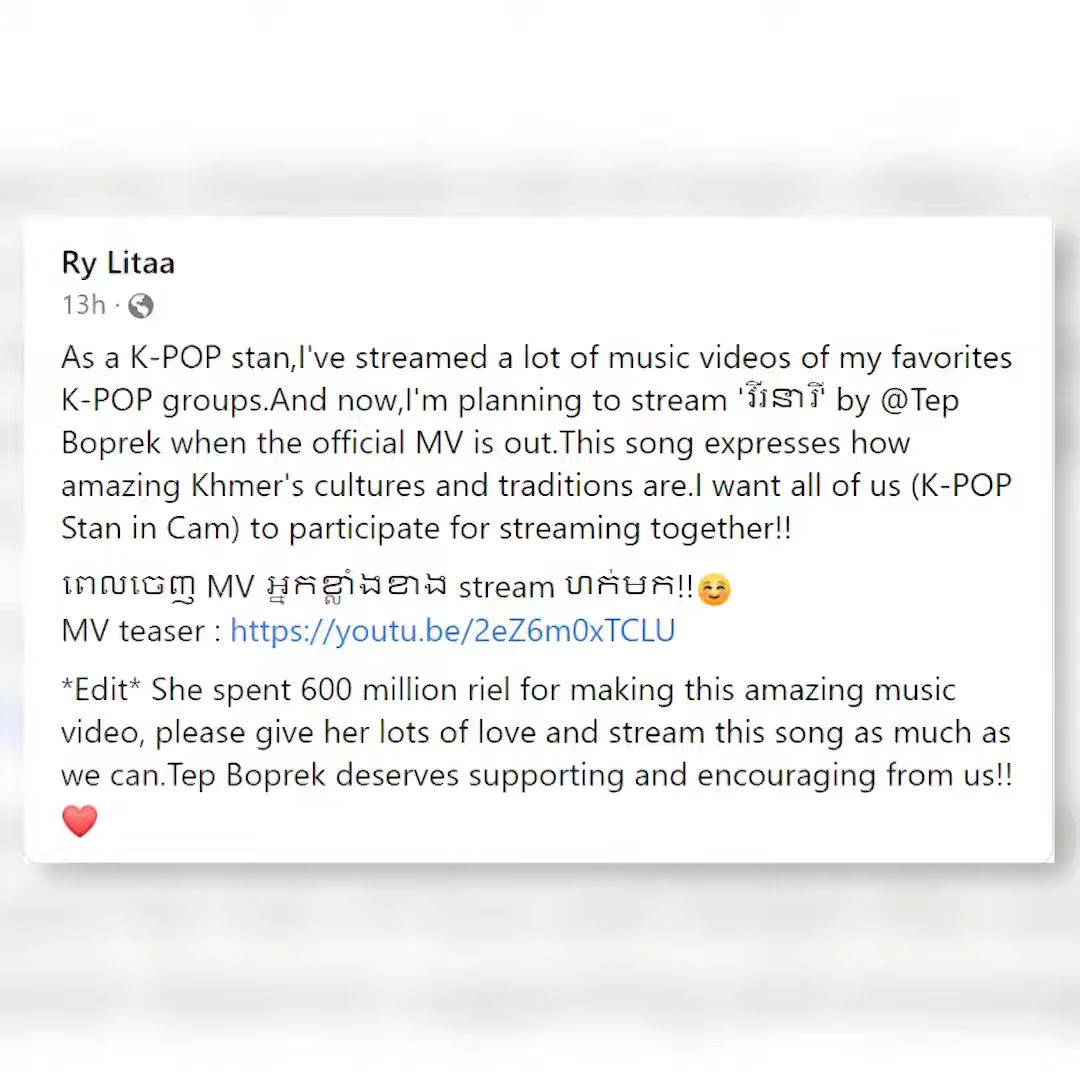 Ry Litaa
13h ·
As a K-POP stan,I've streamed a lot of music videos of my favorites
K-POP groups.And now,I'm planning to stream 'វីរនារី' by @Tep
Boprek when the official MV is out.This song expresses how
amazing Khmer's cultures and traditions are.I want all of us (K-POP
Stan in Cam) to participate for streaming together!!
ពេលចេញ MV អ្នកខ្លាំងខាង stream ហក់មក!!😊
MV teaser : https://youtu.be/2eZ6m0xTCLU
*Edit* She spent 600 million riel for making this amazing music
video, please give her lots of love and stream this song as much as
we can.Tep Boprek deserves supporting and encouraging from us!!
❤️